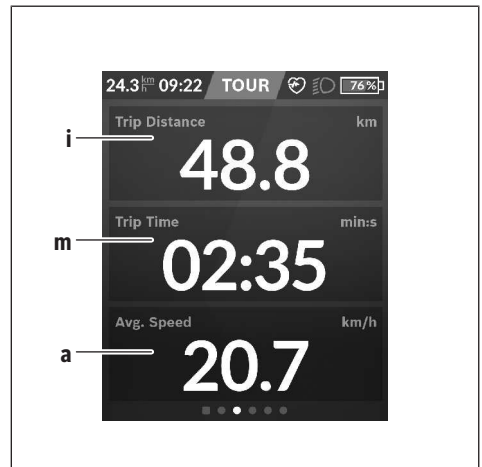 24.3 km/h 09:22 TOUR 76%
Trip Distance km
i
48.8
Trip Time min:s
m
02:35
Avg. Speed km/h
a
20.7